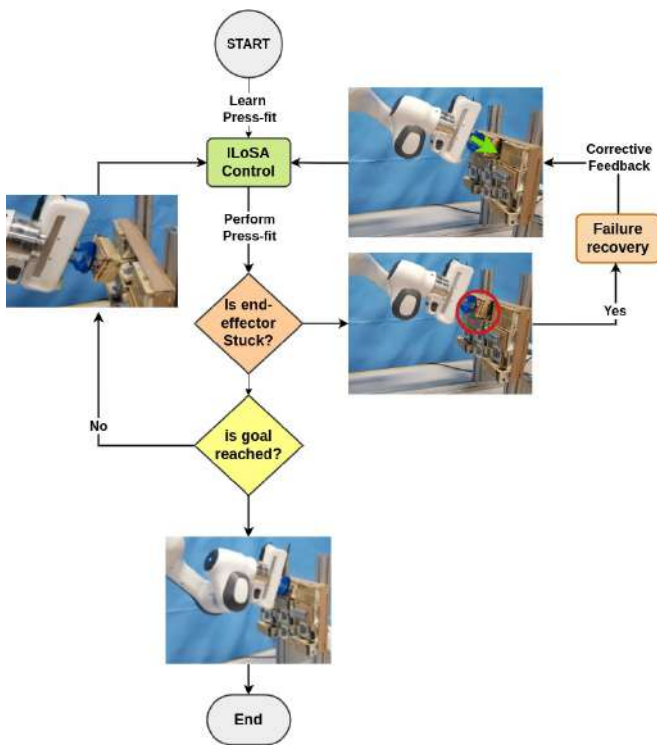 START
Learn
Press-fit
ILoSA
Control
Corrective
Feedback
Perform
Press-fit
Failure
recovery
Is end-
effector
Stuck?
Yes
No
is goal
reached?
End